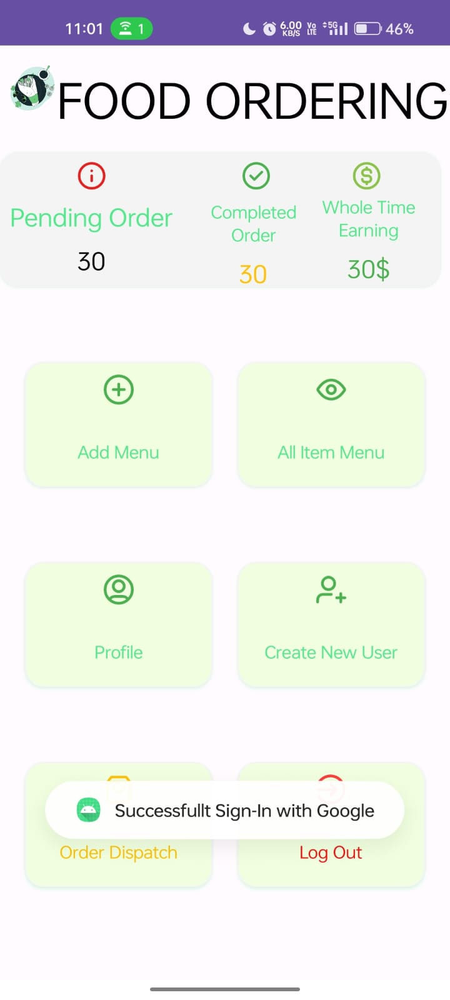 11:01 1 6.00 KB/S Vo LTE 5G 46%
FOOD ORDERING
Pending Order
30
Completed
Order
30
Whole Time
Earning
30$
Add Menu
All Item Menu
Profile
Create New User
Successfullt Sign-In with Google
Order Dispatch
Log Out